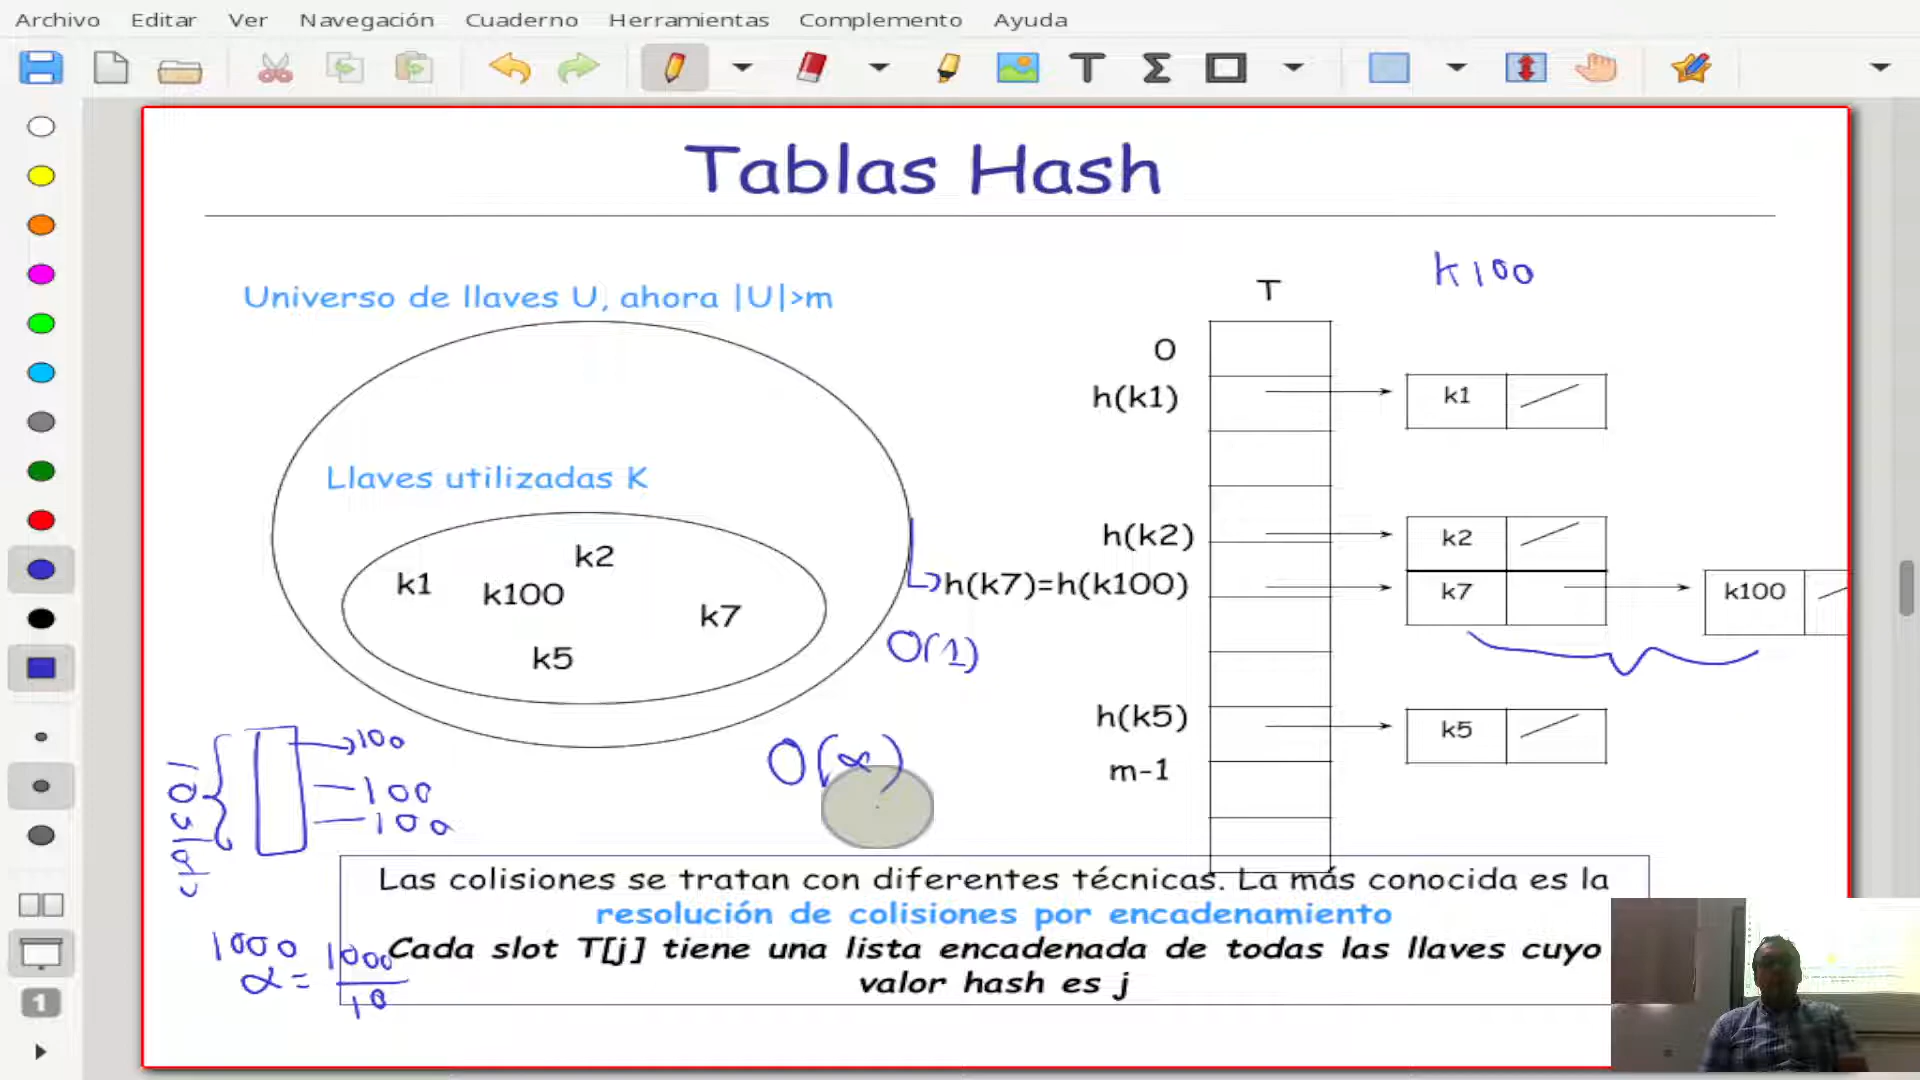 Archivo Editar Ver Navegación Cuaderno Herramientas Complemento Ayuda
Tablas Hash
Universo de llaves U, ahora |U|>m
Llaves utilizadas K
k1
k2
k100
k7
k5
T
k100
0
h(k1)
k1
h(k2)
k2
h(k7)=h(k100)
k7
k100
O(1)
h(k5)
k5
m-1
O(α)
10 slots
100
100
100
1000
α = 1000
10
Las colisiones se tratan con diferentes técnicas. La más conocida es la
resolución de colisiones por encadenamiento
Cada slot T[j] tiene una lista encadenada de todas las llaves cuyo
valor hash es j
1